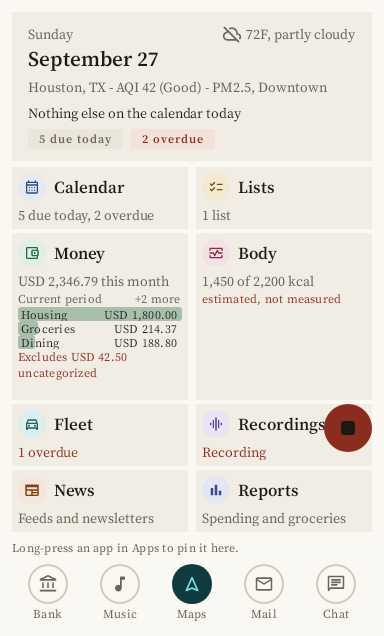 Sunday
72F, partly cloudy
September 27
Houston, TX - AQI 42 (Good) - PM2.5, Downtown
Nothing else on the calendar today
5 due today
2 overdue
Calendar
5 due today, 2 overdue
Lists
1 list
Money
USD 2,346.79 this month
Current period +2 more
Housing USD 1,800.00
Groceries USD 214.37
Dining USD 188.80
Excludes USD 42.50
uncategorized
Body
1,450 of 2,200 kcal
estimated, not measured
Fleet
1 overdue
Recordings
Recording
News
Feeds and newsletters
Reports
Spending and groceries
Long-press an app in Apps to pin it here.
Bank
Music
Maps
Mail
Chat